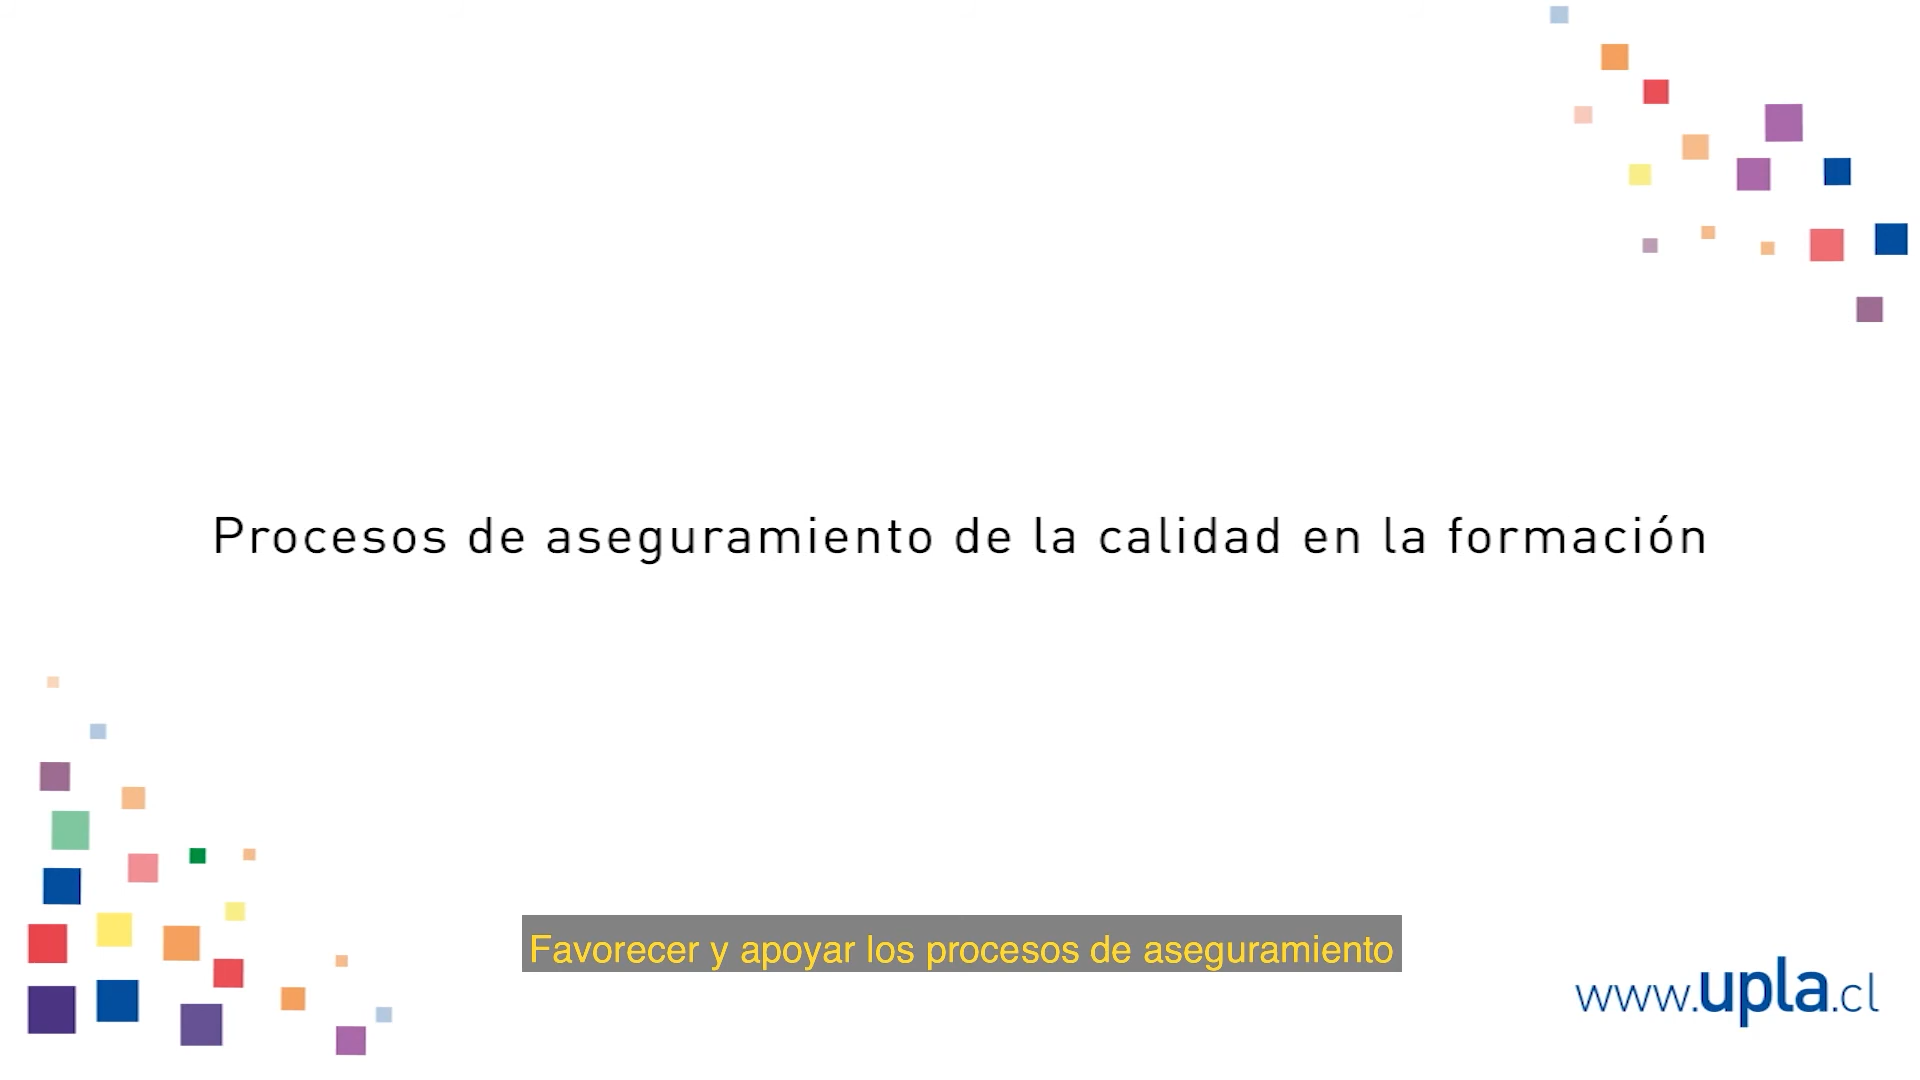 Procesos de aseguramiento de la calidad en la formación
Favorecer y apoyar los procesos de aseguramiento
www.upla.cl